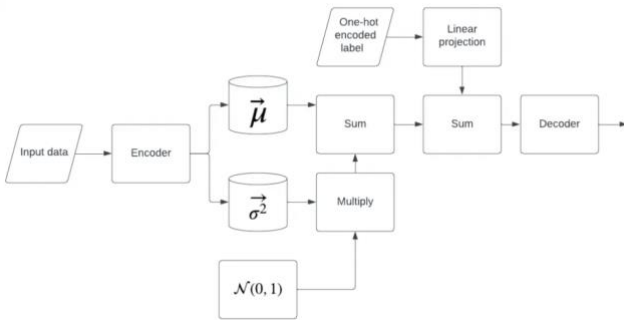 One-hot
encoded
label
Linear
projection
Input data
Encoder
$\vec{\mu}$
Sum
Sum
Decoder
$\vec{\sigma^2}$
Multiply
$\mathcal{N}(0, 1)$